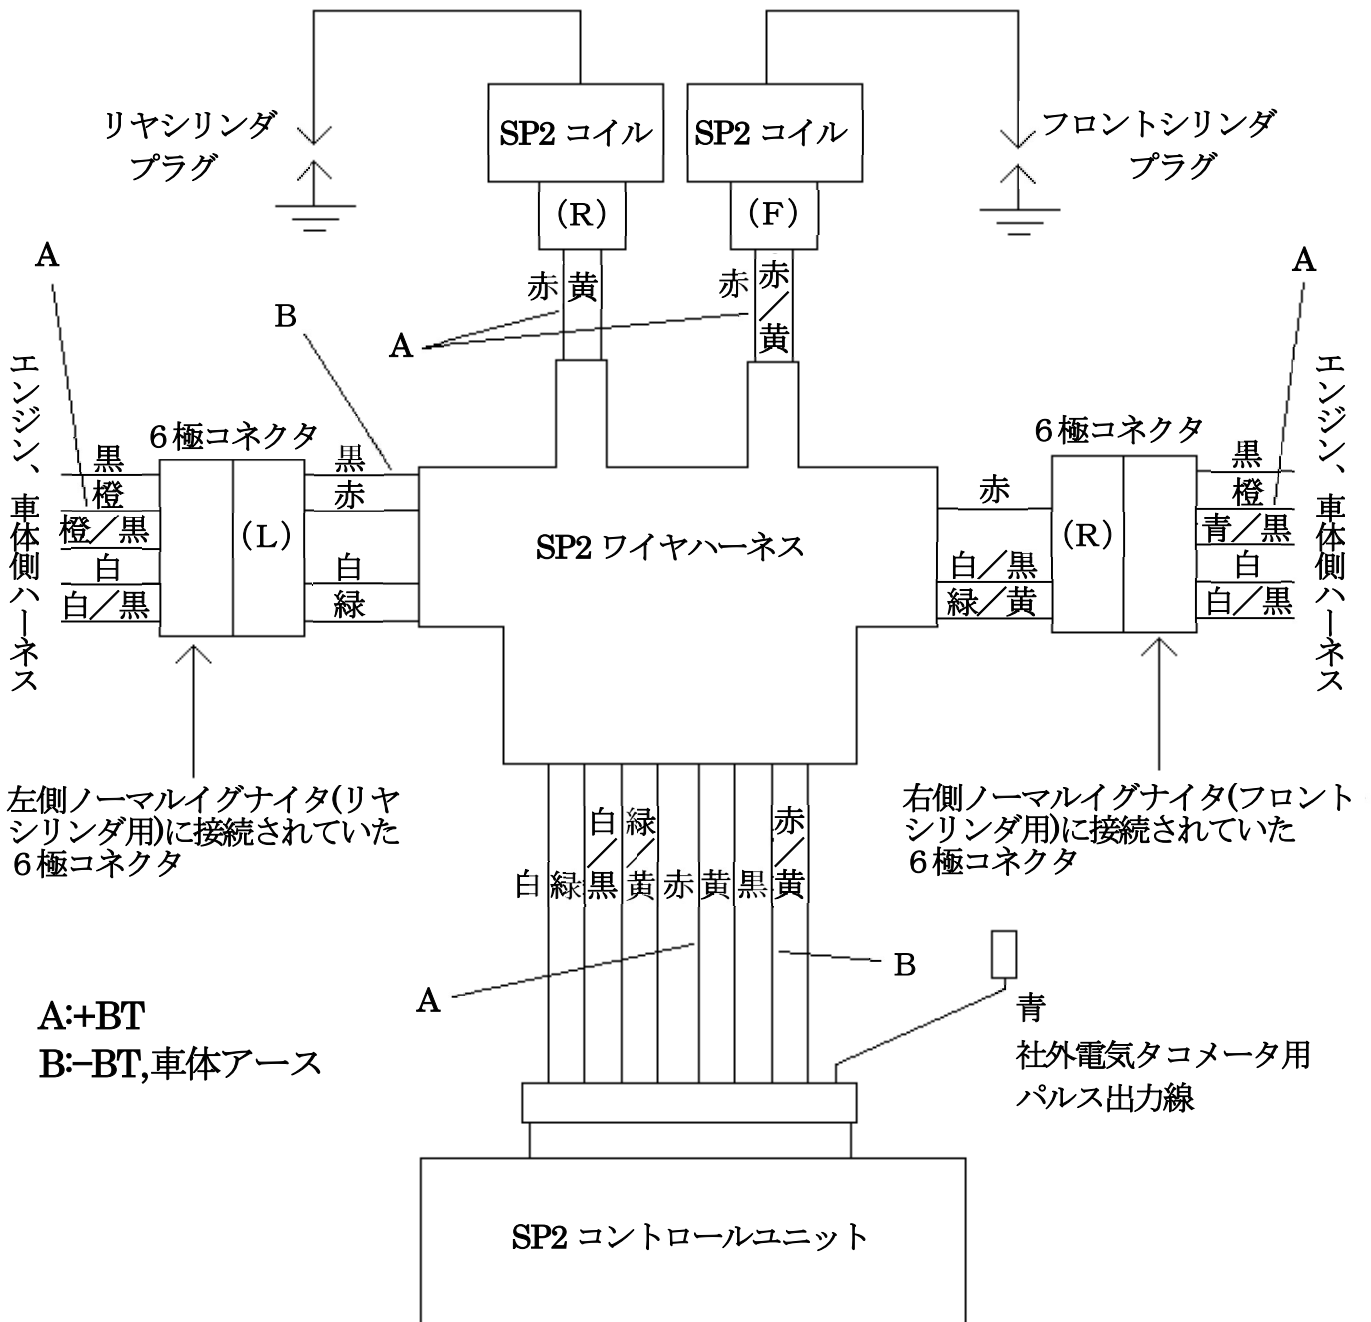 リヤシリンダ
プラグ
SP2 コイル
SP2 コイル
フロントシリンダ
プラグ
(R)
(F)
A
A
赤
黄
赤
赤／黄
B
A
エンジン、車体側ハーネス
エンジン、車体側ハーネス
6極コネクタ
6極コネクタ
黒
橙
橙／黒
白
白／黒
(L)
黒
赤
白
緑
SP2 ワイヤハーネス
赤
白／黒
緑／黄
(R)
黒
橙
青／黒
白
白／黒
左側ノーマルイグナイタ(リヤ
シリンダ用)に接続されていた
6極コネクタ
右側ノーマルイグナイタ(フロント
シリンダ用)に接続されていた
6極コネクタ
白
緑
白／黒
緑／黄
赤
黄
黒
赤／黄
A
B
A:+BT
B:−BT,車体アース
青
社外電気タコメータ用
パルス出力線
SP2 コントロールユニット